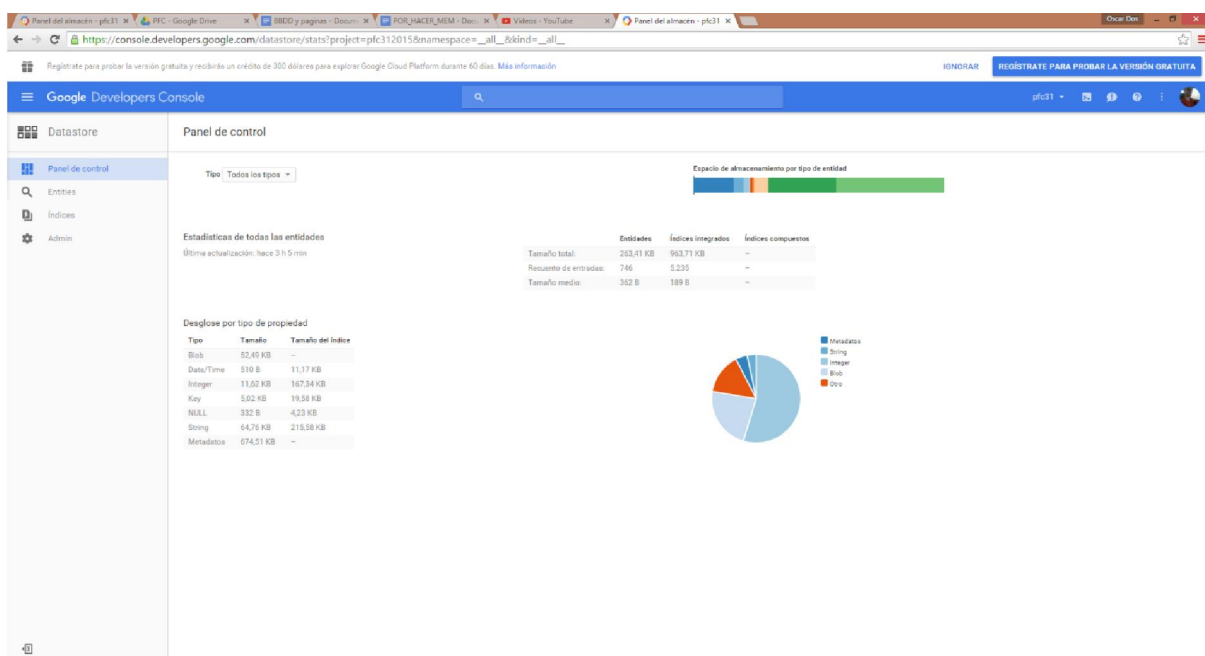 Panel del almacén - pfc31
PFC - Google Drive
BBDD y paginas - Docum
POR_HACER_MEM - Docu
Videos - YouTube
Panel del almacén - pfc31
Oscar Dos
https://console.developers.google.com/datastore/stats?project=pfc312015&namespace=__all__&kind=__all__
Regístrate para probar la versión gratuita y recibirás un crédito de 300 dólares para explorar Google Cloud Platform durante 60 días. Más información
IGNORAR
REGÍSTRATE PARA PROBAR LA VERSIÓN GRATUITA
Google Developers Console
pfc31
Datastore
Panel de control
Panel de control
Entities
Índices
Admin
Tipo Todos los tipos
Espacio de almacenamiento por tipo de entidad
Estadísticas de todas las entidades
Última actualización: hace 3 h 5 min
Entidades Índices integrados Índices compuestos
Tamaño total: 263,41 KB 963,71 KB –
Recuento de entradas: 746 5.235 –
Tamaño medio: 362 B 189 B –
Desglose por tipo de propiedad
Tipo Tamaño Tamaño del índice
Blob 52,49 KB –
Date/Time 510 B 11,17 KB
Integer 11,62 KB 167,34 KB
Key 5,02 KB 19,58 KB
NULL 332 B 4,23 KB
String 64,76 KB 215,58 KB
Metadatos 674,51 KB –
Metadatos
String
Integer
Blob
Otro